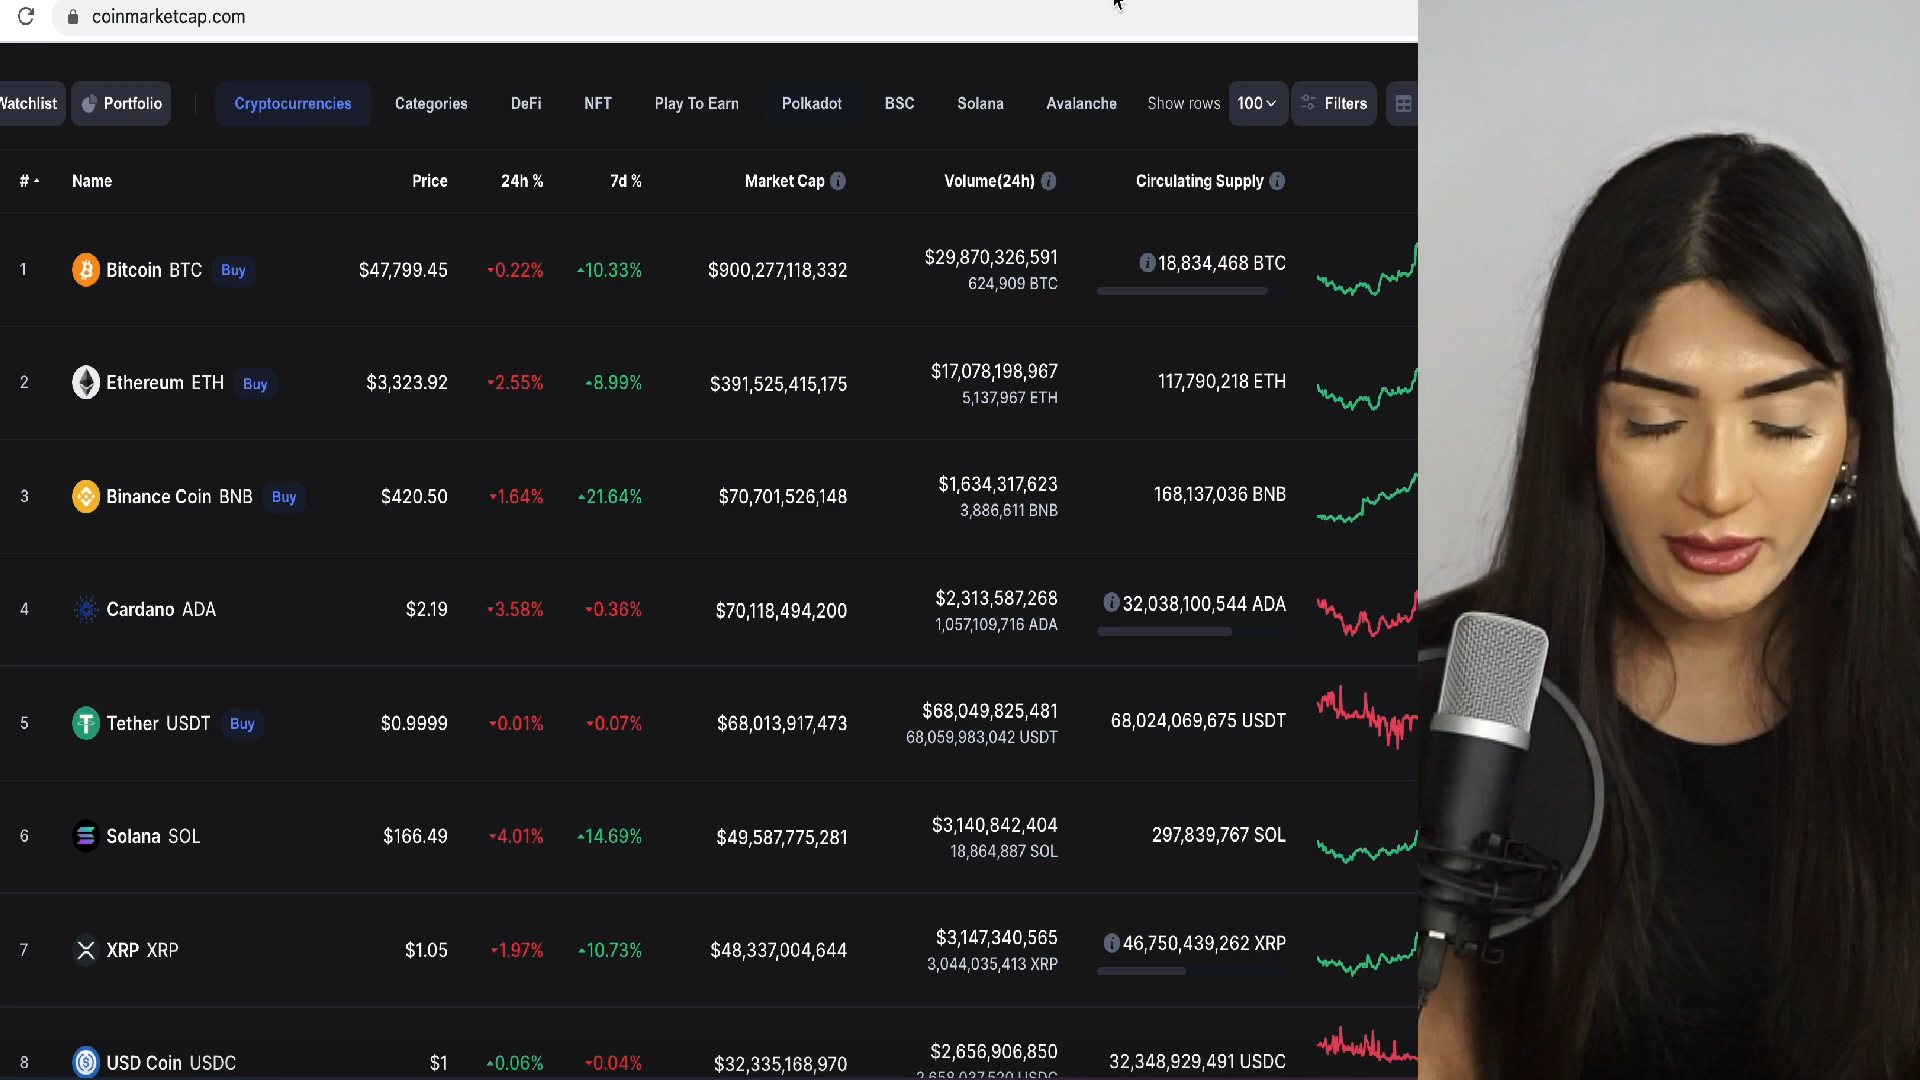 coinmarketcap.com
Watchlist Portfolio Cryptocurrencies Categories DeFi NFT Play To Earn Polkadot BSC Solana Avalanche Show rows 100 Filters
# Name Price 24h % 7d % Market Cap Volume(24h) Circulating Supply
1 Bitcoin BTC Buy $47,799.45 0.22% 10.33% $900,277,118,332 $29,870,326,591 18,834,468 BTC
624,909 BTC
2 Ethereum ETH Buy $3,323.92 2.55% 8.99% $391,525,415,175 $17,078,198,967 117,790,218 ETH
5,137,967 ETH
3 Binance Coin BNB Buy $420.50 1.64% 21.64% $70,701,526,148 $1,634,317,623 168,137,036 BNB
3,886,611 BNB
4 Cardano ADA $2.19 3.58% 0.36% $70,118,494,200 $2,313,587,268 32,038,100,544 ADA
1,057,109,716 ADA
5 Tether USDT Buy $0.9999 0.01% 0.07% $68,013,917,473 $68,049,825,481 68,024,069,675 USDT
68,059,983,042 USDT
6 Solana SOL $166.49 4.01% 14.69% $49,587,775,281 $3,140,842,404 297,839,767 SOL
18,864,887 SOL
7 XRP XRP $1.05 1.97% 10.73% $48,337,004,644 $3,147,340,565 46,750,439,262 XRP
3,044,035,413 XRP
8 USD Coin USDC $1 0.06% 0.04% $32,335,168,970 $2,656,906,850 32,348,929,491 USDC